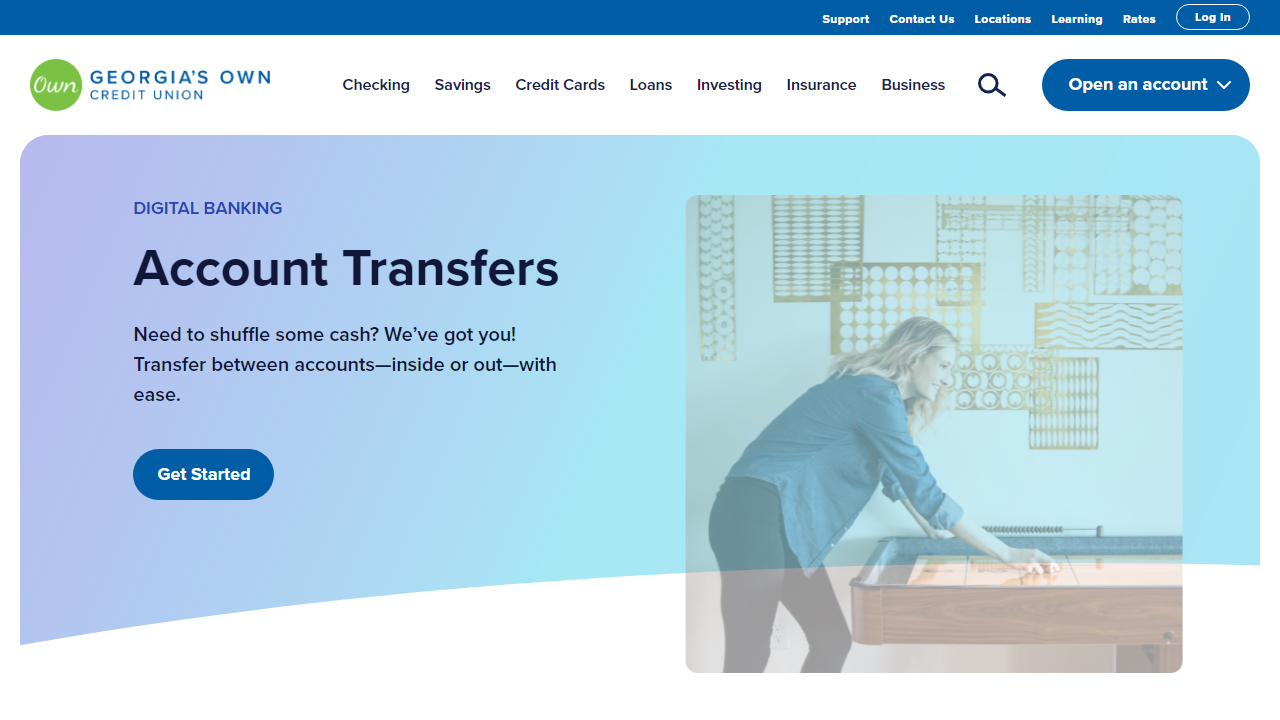 Support Contact Us Locations Learning Rates Log In
Own GEORGIA'S OWN
CREDIT UNION
Checking Savings Credit Cards Loans Investing Insurance Business Open an account
DIGITAL BANKING
Account Transfers
Need to shuffle some cash? We’ve got you!
Transfer between accounts—inside or out—with
ease.
Get Started